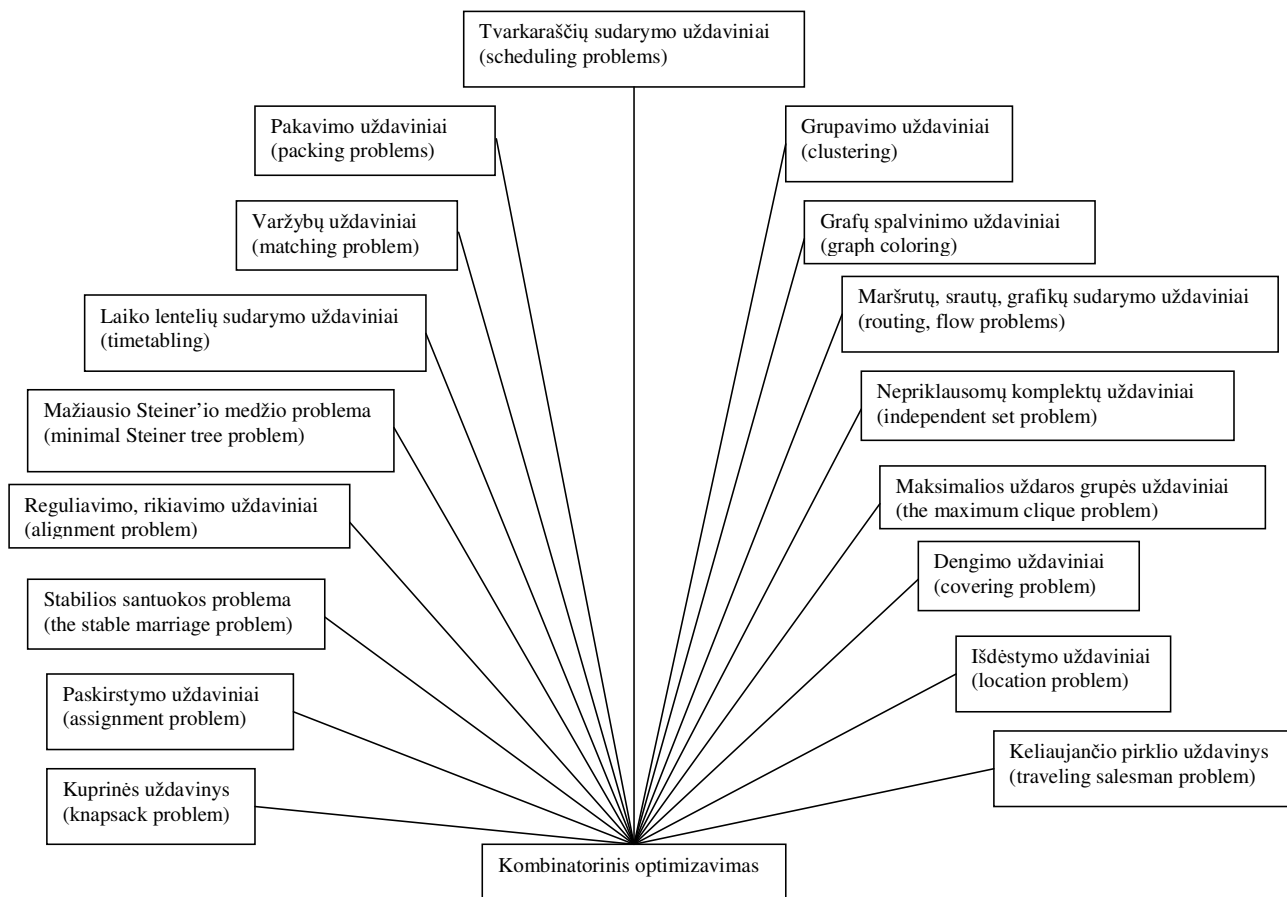 Tvarkaraščių sudarymo uždaviniai
(scheduling problems)
Pakavimo uždaviniai
(packing problems)
Grupavimo uždaviniai
(clustering)
Varžybų uždaviniai
(matching problem)
Grafų spalvinimo uždaviniai
(graph coloring)
Laiko lentelių sudarymo uždaviniai
(timetabling)
Maršrutų, srautų, grafikų sudarymo uždaviniai
(routing, flow problems)
Mažiausio Steiner’io medžio problema
(minimal Steiner tree problem)
Nepriklausomų komplektų uždaviniai
(independent set problem)
Reguliavimo, rikiavimo uždaviniai
(alignment problem)
Maksimalios uždaros grupės uždaviniai
(the maximum clique problem)
Stabilios santuokos problema
(the stable marriage problem)
Dengimo uždaviniai
(covering problem)
Paskirstymo uždaviniai
(assignment problem)
Išdėstymo uždaviniai
(location problem)
Kuprinės uždavinys
(knapsack problem)
Keliaujančio pirklio uždavinys
(traveling salesman problem)
Kombinatorinis optimizavimas